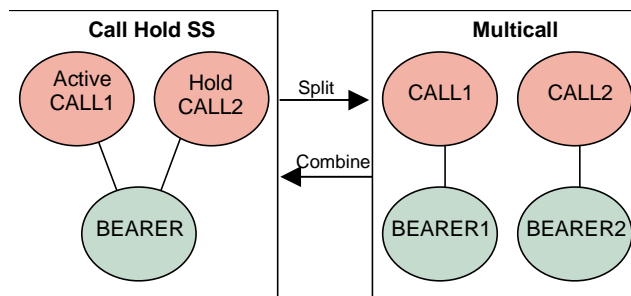 Call Hold SS
Multicall
Active
CALL1
Hold
CALL2
Split
CALL1
CALL2
Combine
BEARER
BEARER1
BEARER2